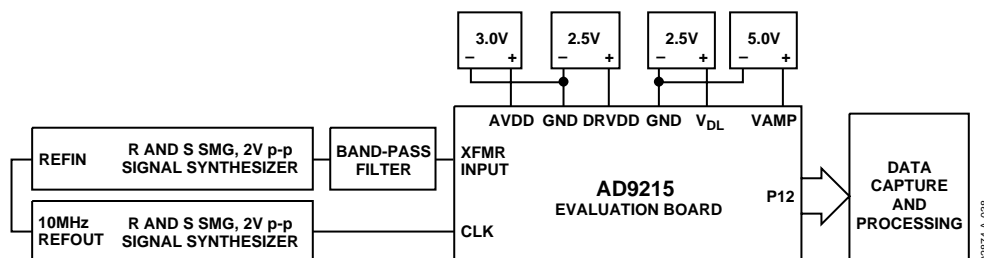 3.0V
2.5V
2.5V
5.0V
– +
– +
– +
– +
AVDD GND DRVDD GND VDL VAMP
REFIN
R AND S SMG, 2V p-p
SIGNAL SYNTHESIZER
BAND-PASS
FILTER
XFMR
INPUT
AD9215
EVALUATION BOARD
P12
DATA
CAPTURE
AND
PROCESSING
10MHz
REFOUT
R AND S SMG, 2V p-p
SIGNAL SYNTHESIZER
CLK